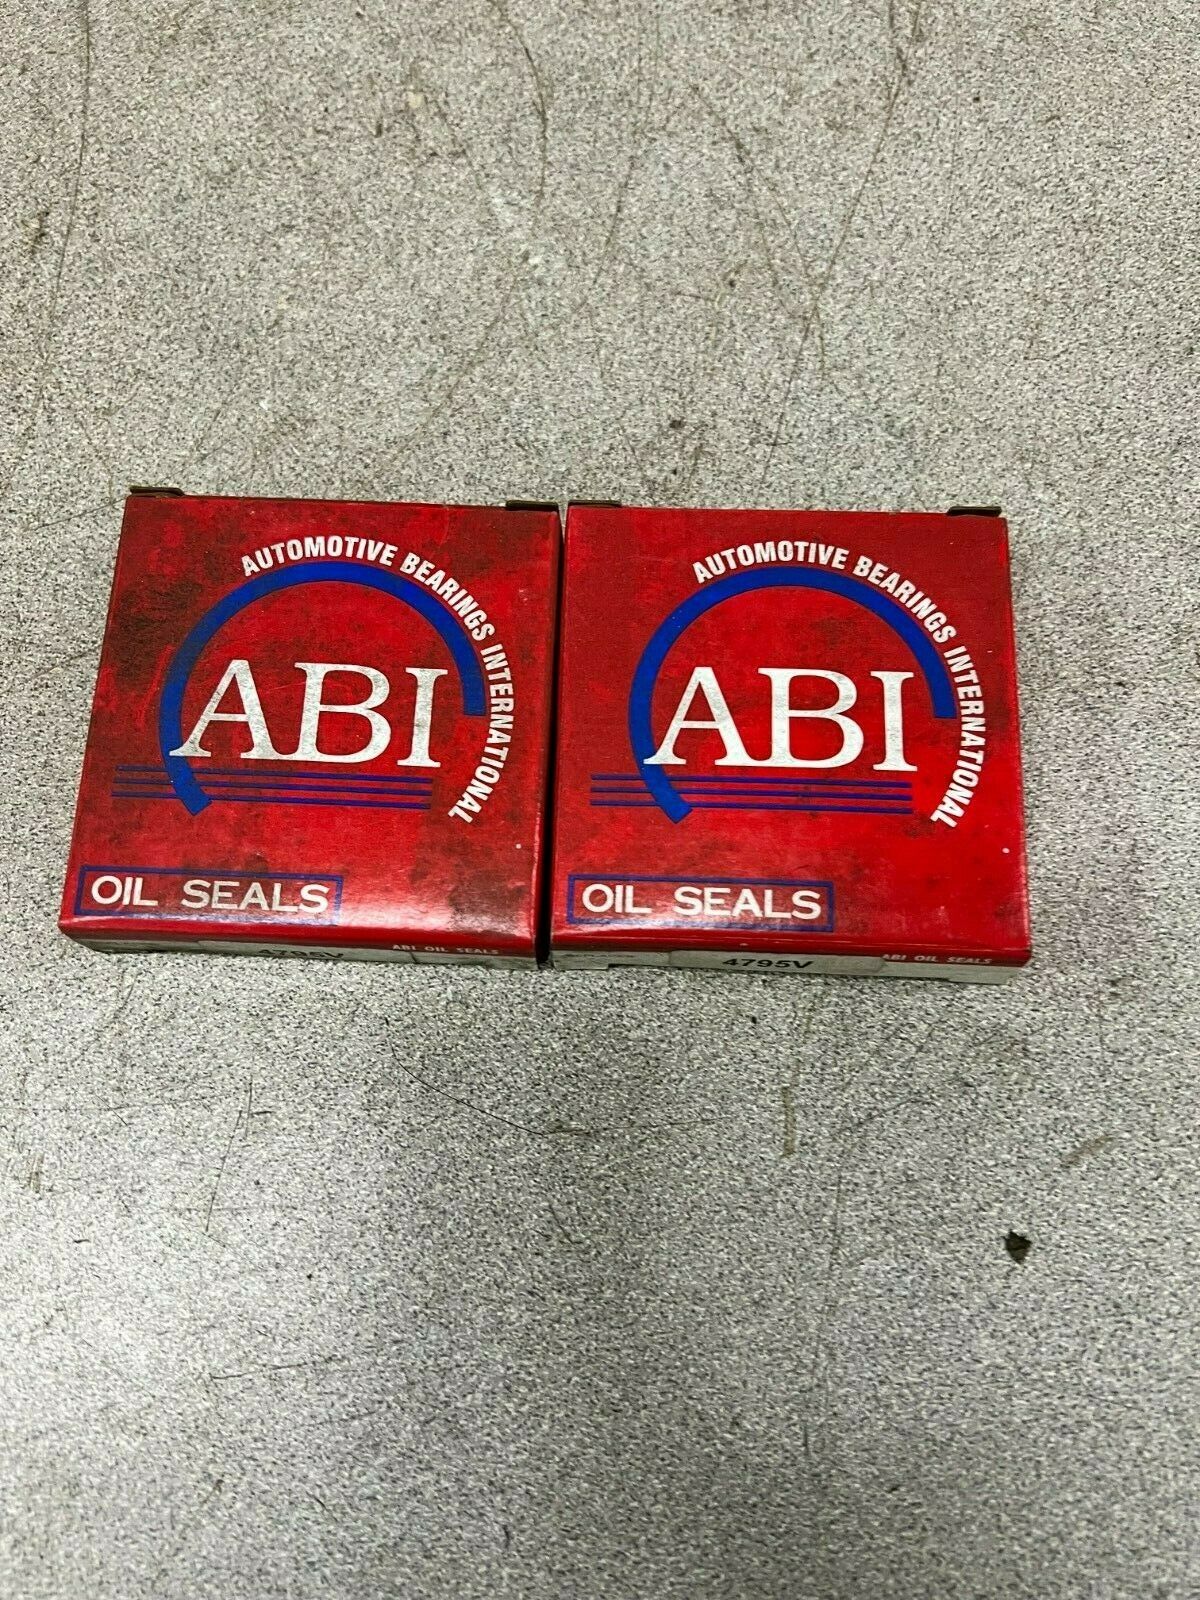 AUTOMOTIVE BEARINGS INTERNATIONAL
ABI
OIL SEALS
4795V
ABI OIL SEALS
AUTOMOTIVE BEARINGS INTERNATIONAL
ABI
OIL SEALS
4795V
ABI OIL SEALS